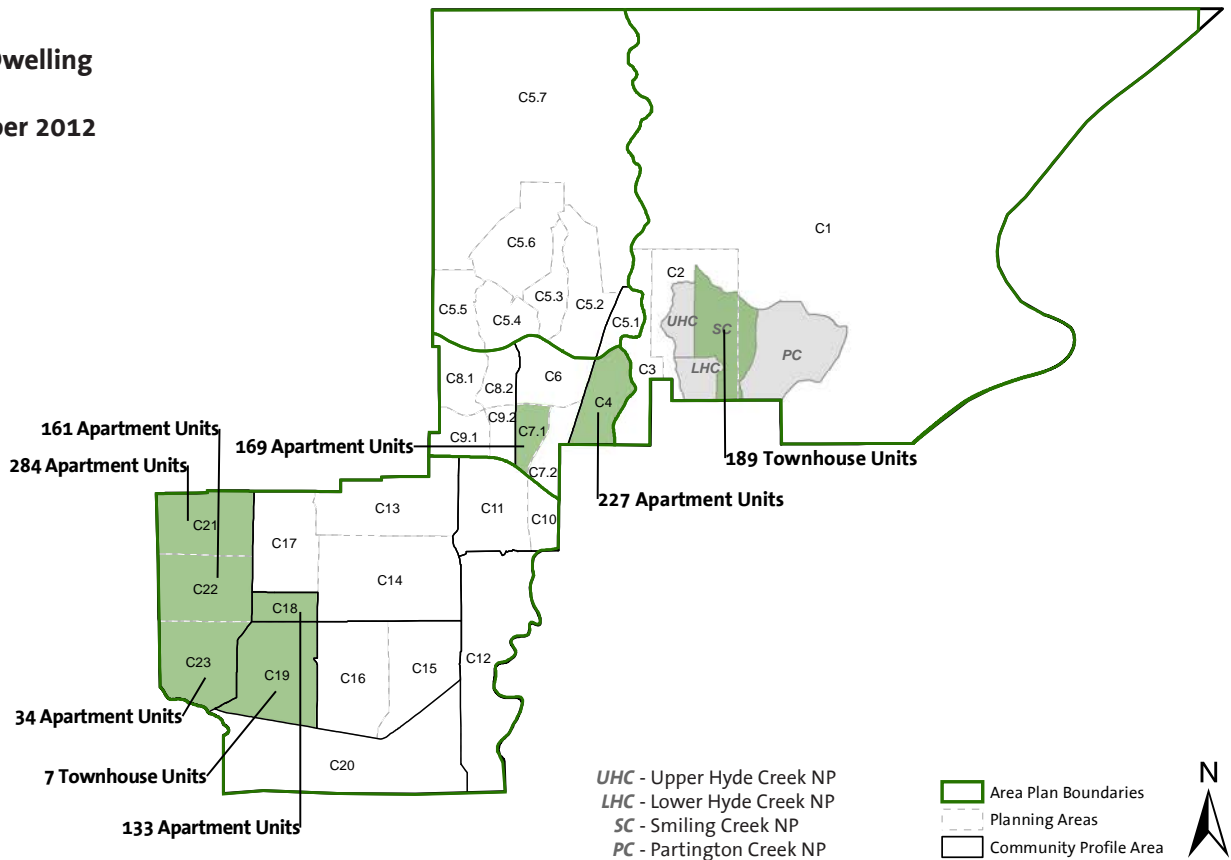 Dwelling
ber 2012
C5.7
C1
C5.6
C2
C5.3
C5.2
C5.5
C5.4
C5.1
UHC
SC
PC
LHC
C3
C6
C8.1
C8.2
C4
C9.2
C7.1
C9.1
C7.2
161 Apartment Units
169 Apartment Units
189 Townhouse Units
284 Apartment Units
227 Apartment Units
C13
C11
C10
C21
C17
C14
C22
C18
C12
C23
C19
C16
C15
34 Apartment Units
7 Townhouse Units
C20
133 Apartment Units
UHC - Upper Hyde Creek NP
LHC - Lower Hyde Creek NP
SC - Smiling Creek NP
PC - Partington Creek NP
Area Plan Boundaries
Planning Areas
Community Profile Area
N